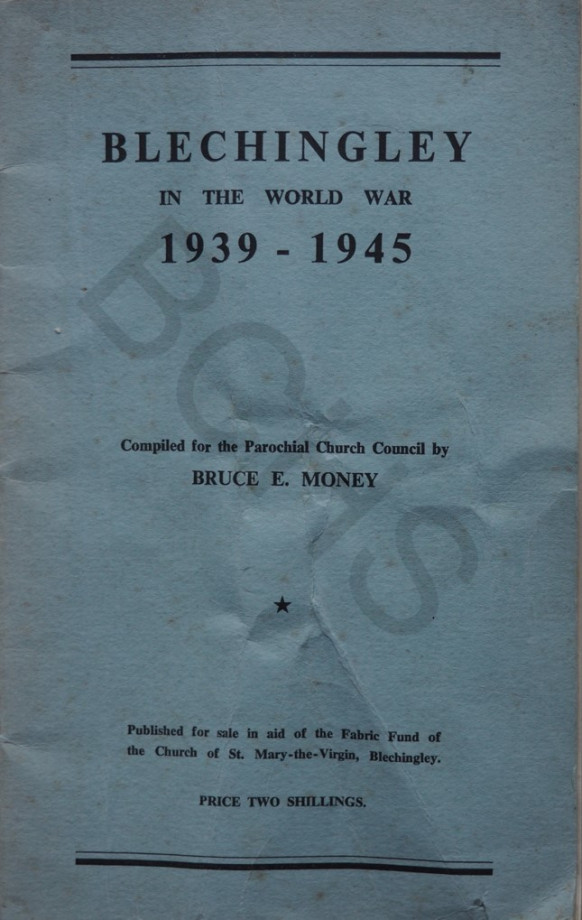 BLECHINGLEY
IN THE WORLD WAR
1939 - 1945
Compiled for the Parochial Church Council by
BRUCE E. MONEY
Published for sale in aid of the Fabric Fund of
the Church of St. Mary-the-Virgin, Blechingley.
PRICE TWO SHILLINGS.